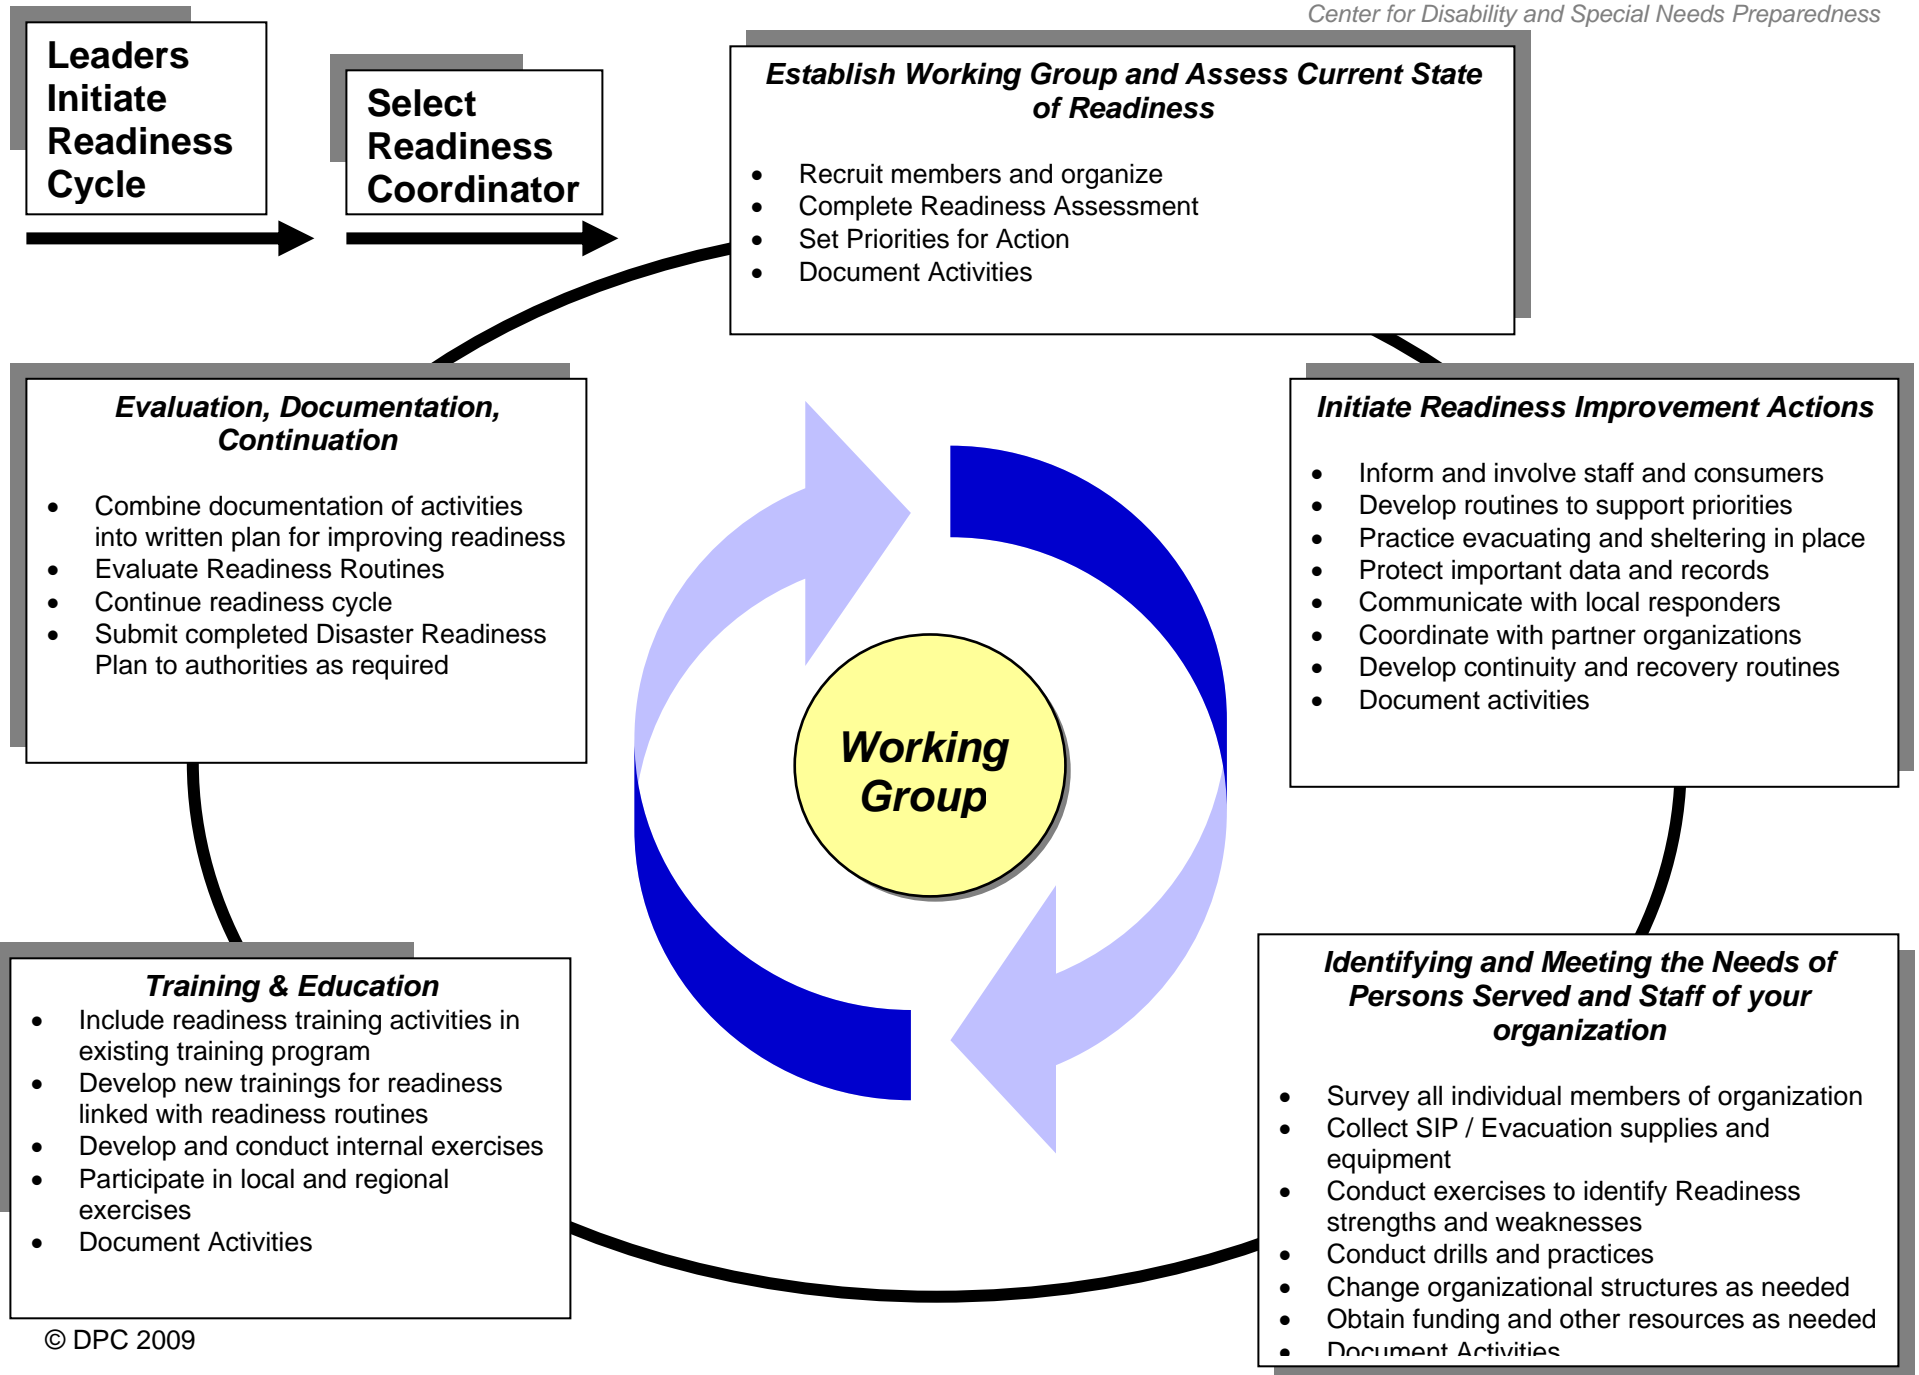 Center for Disability and Special Needs Preparedness
Leaders
Initiate
Readiness
Cycle
Select
Readiness
Coordinator
Establish Working Group and Assess Current State
of Readiness
• Recruit members and organize
• Complete Readiness Assessment
• Set Priorities for Action
• Document Activities
Initiate Readiness Improvement Actions
• Inform and involve staff and consumers
• Develop routines to support priorities
• Practice evacuating and sheltering in place
• Protect important data and records
• Communicate with local responders
• Coordinate with partner organizations
• Develop continuity and recovery routines
• Document activities
Identifying and Meeting the Needs of
Persons Served and Staff of your
organization
• Survey all individual members of organization
• Collect SIP / Evacuation supplies and
equipment
• Conduct exercises to identify Readiness
strengths and weaknesses
• Conduct drills and practices
• Change organizational structures as needed
• Obtain funding and other resources as needed
• Document Activities
Training & Education
• Include readiness training activities in
existing training program
• Develop new trainings for readiness
linked with readiness routines
• Develop and conduct internal exercises
• Participate in local and regional
exercises
• Document Activities
Evaluation, Documentation,
Continuation
• Combine documentation of activities
into written plan for improving readiness
• Evaluate Readiness Routines
• Continue readiness cycle
• Submit completed Disaster Readiness
Plan to authorities as required
Working
Group
© DPC 2009